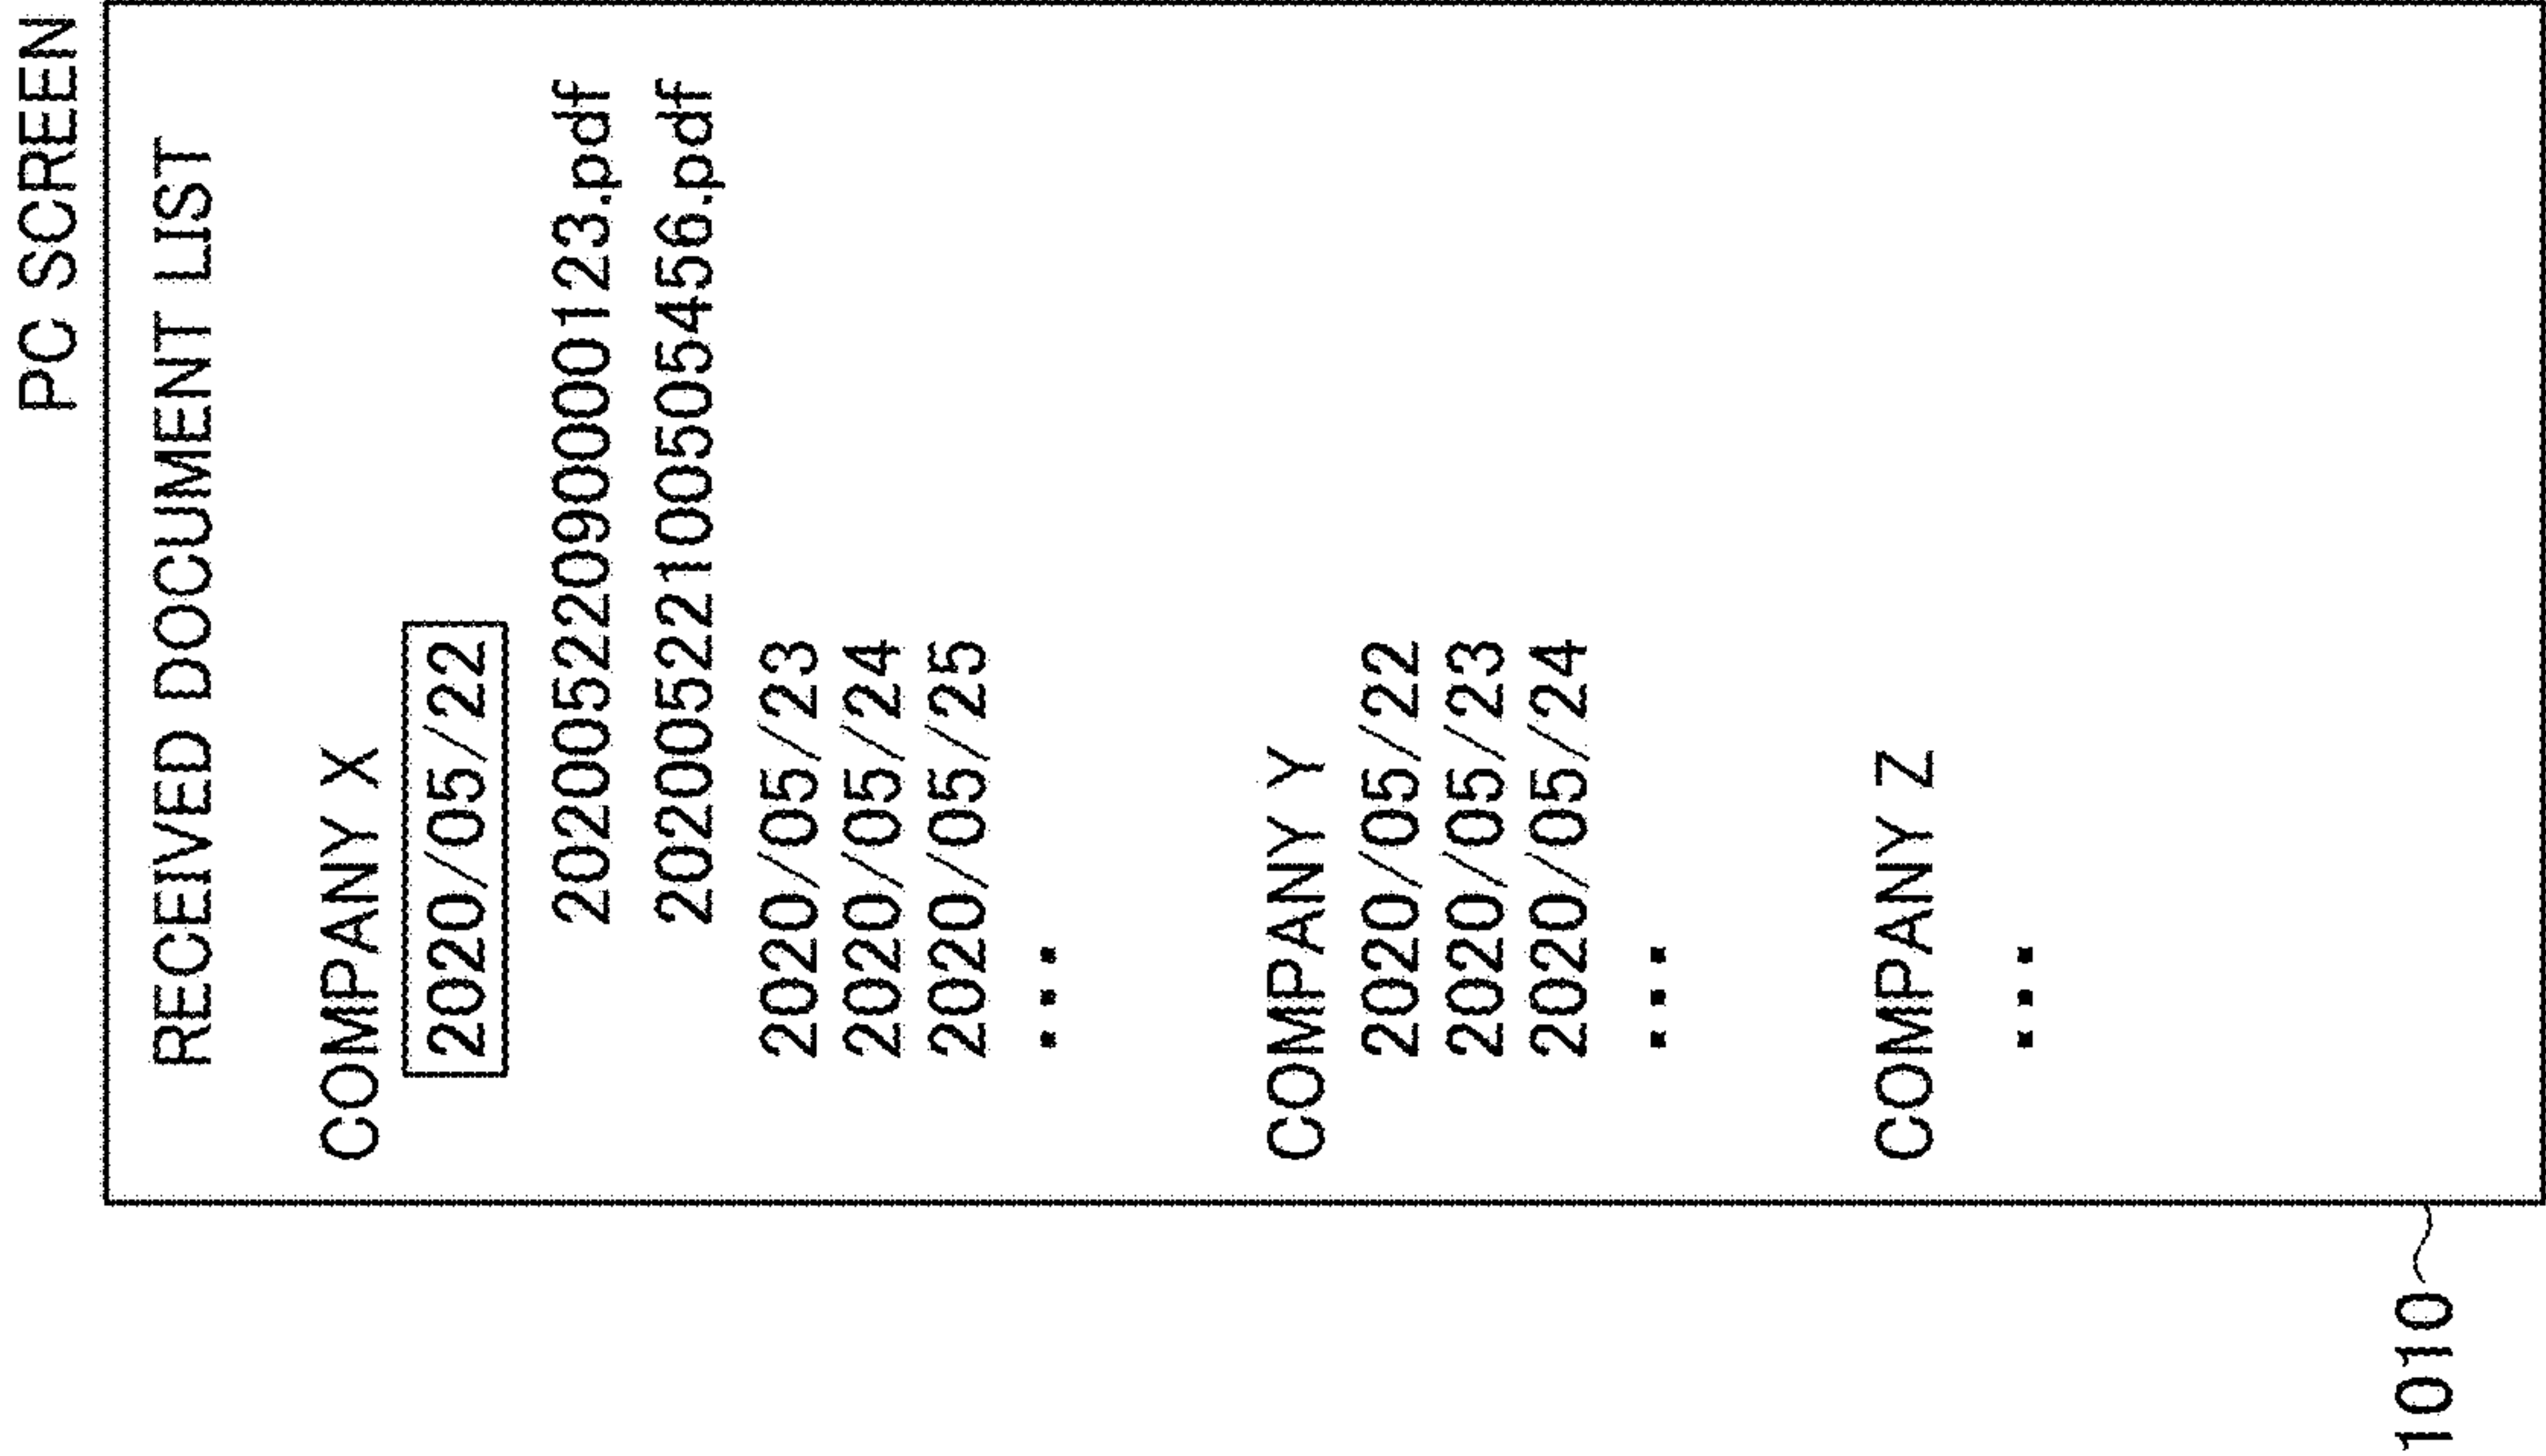 PC SCREEN
RECEIVED DOCUMENT LIST
COMPANY X
2020/05/22
20200522090000123.pdf
20200522100505456.pdf
2020/05/23
2020/05/24
2020/05/25
...
COMPANY Y
2020/05/22
2020/05/23
2020/05/24
...
COMPANY Z
...
1010